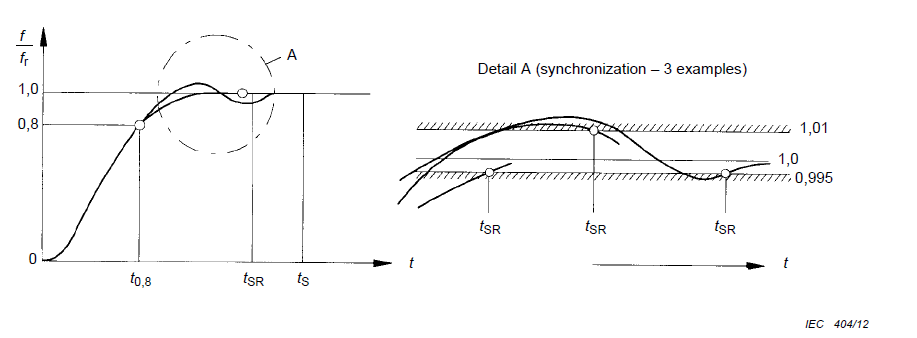 f
fr
A
1,0
0,8
0
t0,8
tSR
tS
t
Detail A (synchronization – 3 examples)
1,01
1,0
0,995
tSR
tSR
tSR
t
IEC 404/12